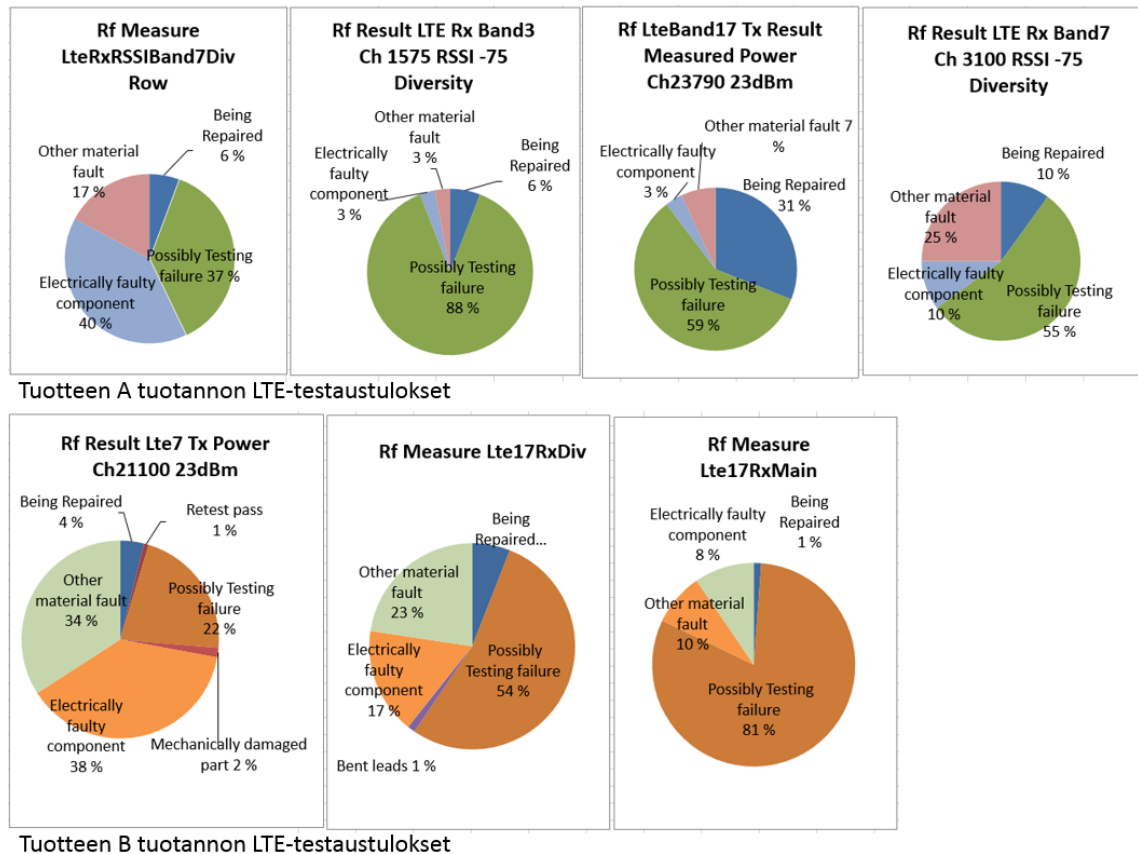 Rf Measure
LteRxRSSIBand7Div
Row
Being
Repaired
6 %
Other material
fault
17 %
Possibly Testing
failure 37 %
Electrically faulty
component
40 %
Rf Result LTE Rx Band3
Ch 1575 RSSI -75
Diversity
Other material
fault
3 %
Being
Repaired
6 %
Electrically faulty
component
3 %
Possibly Testing
failure
88 %
Rf LteBand17 Tx Result
Measured Power
Ch23790 23dBm
Other material fault 7
%
Electrically faulty
component
3 %
Being Repaired
31 %
Possibly Testing
failure
59 %
Rf Result LTE Rx Band7
Ch 3100 RSSI -75
Diversity
Being Repaired
10 %
Other material
fault
25 %
Electrically faulty
component
10 %
Possibly Testing
failure
55 %
Tuotteen A tuotannon LTE-testaustulokset
Rf Result Lte7 Tx Power
Ch21100 23dBm
Being Repaired
4 %
Retest pass
1 %
Other
material fault
34 %
Possibly Testing
failure
22 %
Electrically
faulty
component
38 %
Mechanically damaged
part 2 %
Rf Measure Lte17RxDiv
Being
Repaired...
Other material
fault
23 %
Electrically
faulty
component
17 %
Possibly
Testing failure
54 %
Bent leads 1 %
Rf Measure
Lte17RxMain
Being
Repaired
1 %
Electrically faulty
component
8 %
Other material
fault
10 %
Possibly Testing
failure
81 %
Tuotteen B tuotannon LTE-testaustulokset